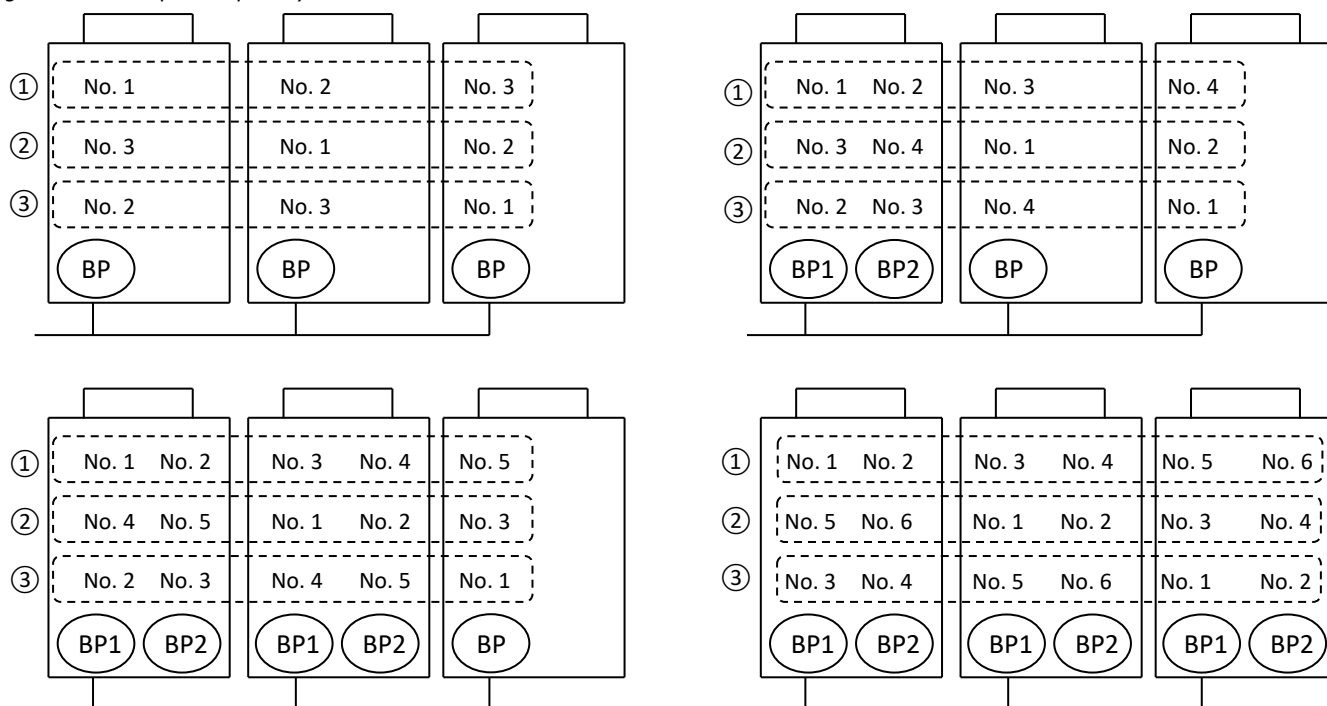 ① No. 1 No. 2 No. 3
② No. 3 No. 1 No. 2
③ No. 2 No. 3 No. 1
BP BP BP
① No. 1 No. 2 No. 3 No. 4
② No. 3 No. 4 No. 1 No. 2
③ No. 2 No. 3 No. 4 No. 1
BP1 BP2 BP BP
① No. 1 No. 2 No. 3 No. 4 No. 5
② No. 4 No. 5 No. 1 No. 2 No. 3
③ No. 2 No. 3 No. 4 No. 5 No. 1
BP1 BP2 BP1 BP2 BP
① No. 1 No. 2 No. 3 No. 4 No. 5 No. 6
② No. 5 No. 6 No. 1 No. 2 No. 3 No. 4
③ No. 3 No. 4 No. 5 No. 6 No. 1 No. 2
BP1 BP2 BP1 BP2 BP1 BP2